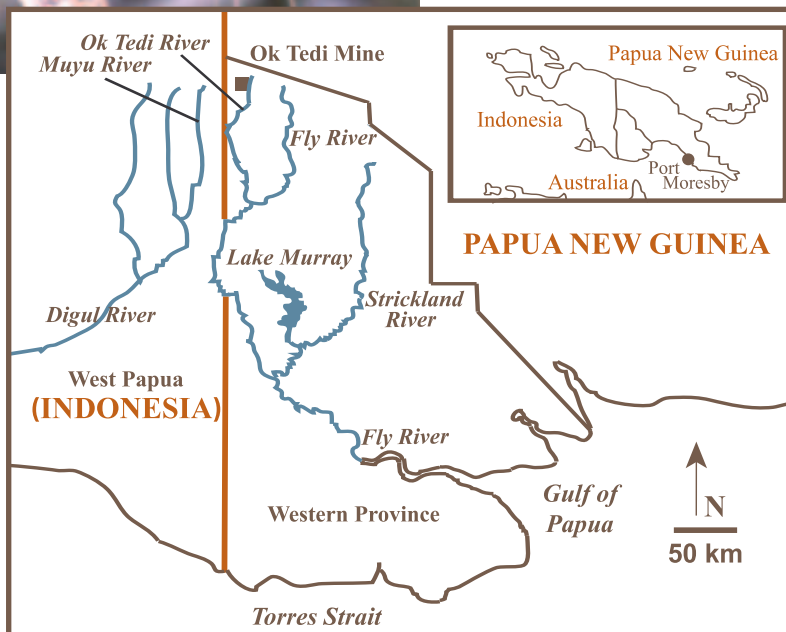 Ok Tedi River
Muyu River
Ok Tedi Mine
Fly River
Papua New Guinea
Indonesia
Port
Moresby
Australia
PAPUA NEW GUINEA
Lake Murray
Strickland
River
Digul River
West Papua
(INDONESIA)
Fly River
Western Province
Gulf of
Papua
N
50 km
Torres Strait